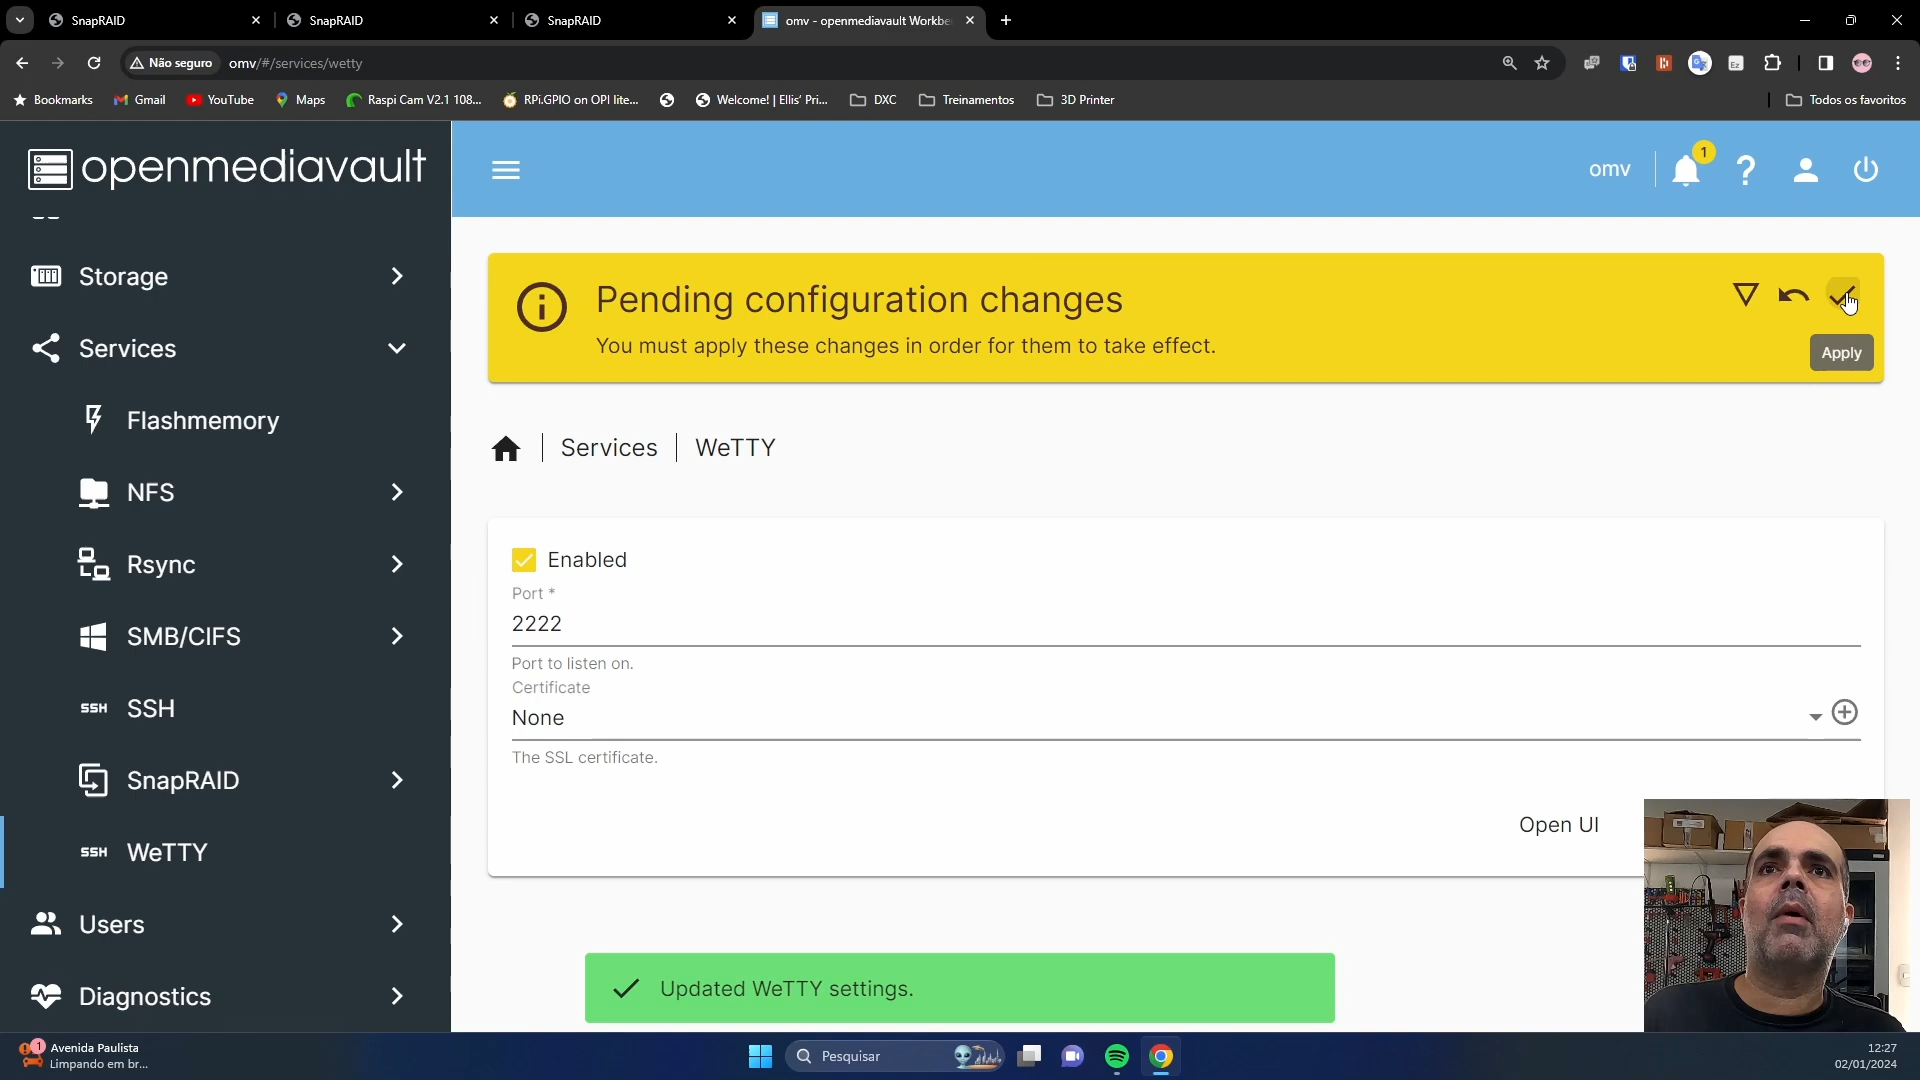 SnapRAID
SnapRAID
SnapRAID
omv - openmediavault Workbe
Não seguro
omv/#/services/wetty
Bookmarks
Gmail
YouTube
Maps
Raspi Cam V2.1 108...
RPi.GPIO on OPI lite...
Welcome! | Ellis' Pri...
DXC
Treinamentos
3D Printer
Todos os favoritos
openmediavault
omv
1
Storage
Services
Flashmemory
NFS
Rsync
SMB/CIFS
SSH SSH
SnapRAID
SSH WeTTY
Users
Diagnostics
Pending configuration changes
You must apply these changes in order for them to take effect.
Apply
Services
WeTTY
Enabled
Port *
2222
Port to listen on.
Certificate
None
The SSL certificate.
Open UI
Updated WeTTY settings.
1
Avenida Paulista
Limpando em br...
Pesquisar
12:27
02/01/2024